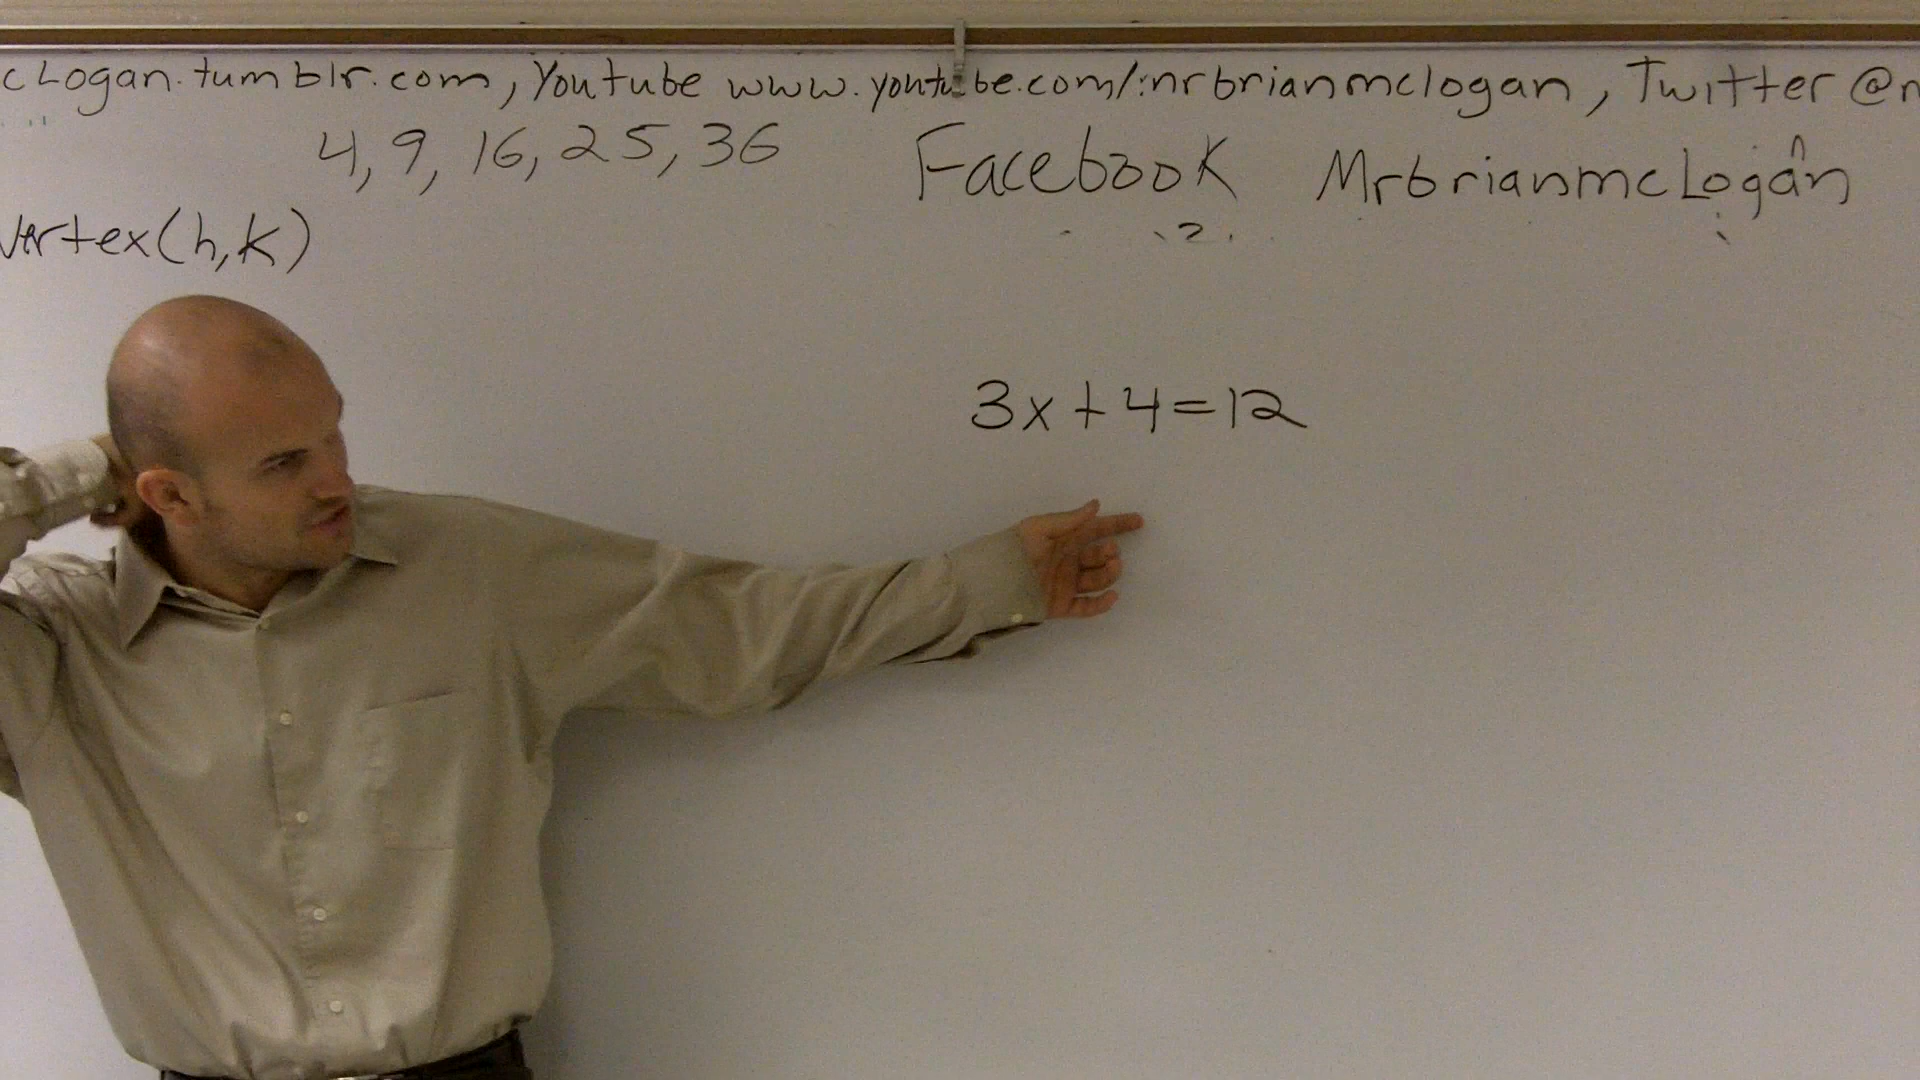 cLogan.tumblr.com, Youtube www.youtube.com/mrbrianmclogan, Twitter @m
4, 9, 16, 25, 36 Facebook MrbrianmcLogan
Vertex (h,k)
3x + 4 = 12